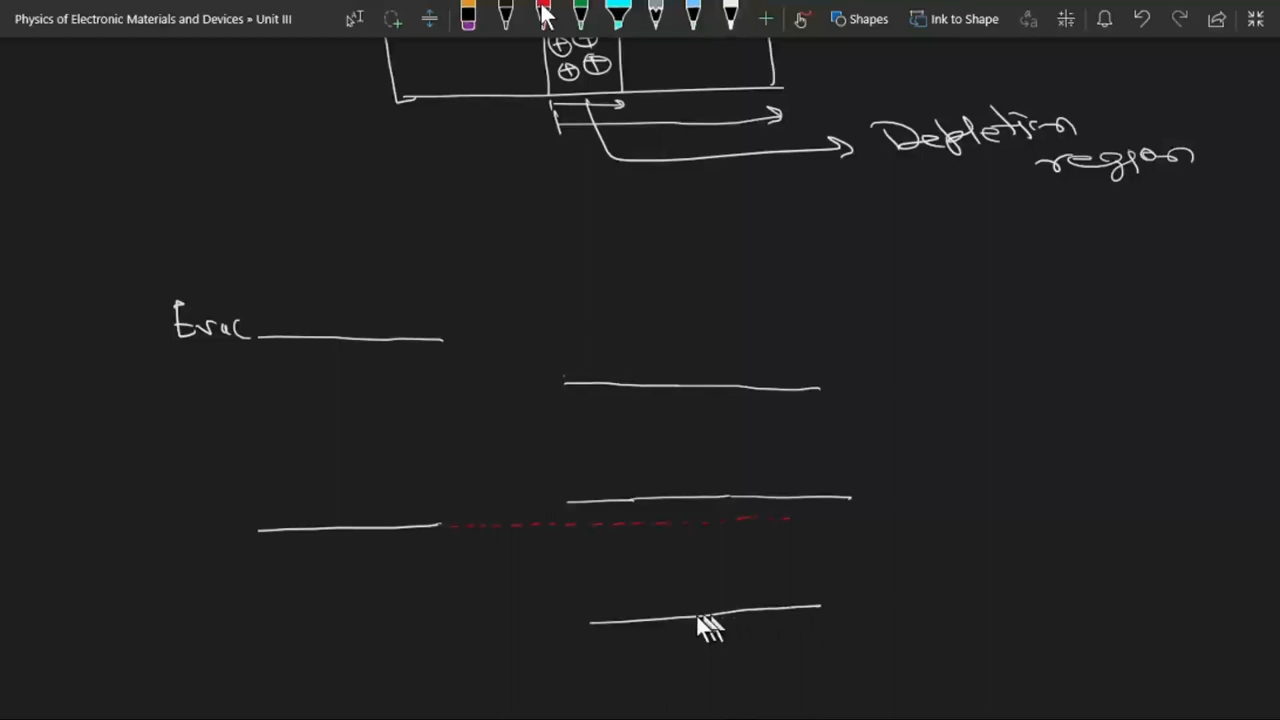 Physics of Electronic Materials and Devices » Unit III
Shapes
Ink to Shape
Depletion
region
Evac